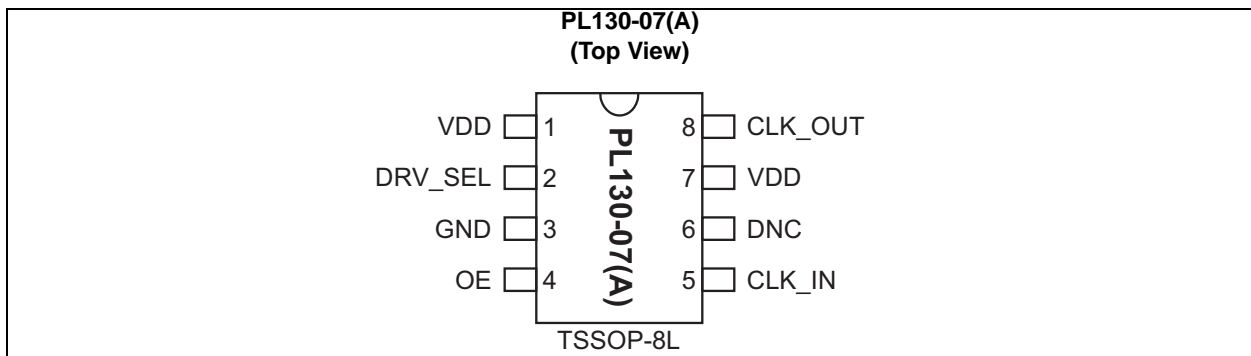 PL130-07(A)
(Top View)
VDD 1 8 CLK_OUT
DRV_SEL 2 7 VDD
GND 3 6 DNC
OE 4 5 CLK_IN
PL130-07(A)
TSSOP-8L